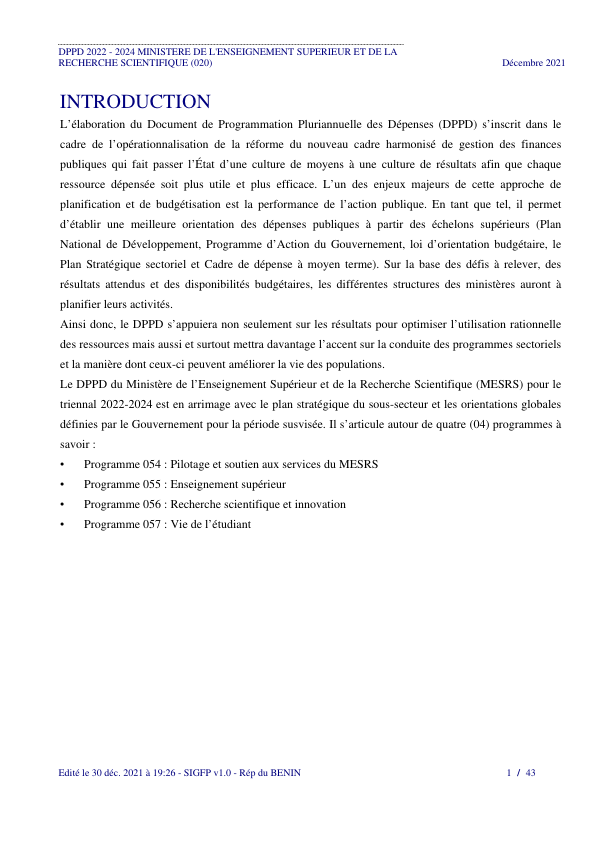 DPPD 2022 - 2024 MINISTERE DE L'ENSEIGNEMENT SUPERIEUR ET DE LA
RECHERCHE SCIENTIFIQUE (020) Décembre 2021
INTRODUCTION
L’élaboration du Document de Programmation Pluriannuelle des Dépenses (DPPD) s’inscrit dans le
cadre de l’opérationnalisation de la réforme du nouveau cadre harmonisé de gestion des finances
publiques qui fait passer l’État d’une culture de moyens à une culture de résultats afin que chaque
ressource dépensée soit plus utile et plus efficace. L’un des enjeux majeurs de cette approche de
planification et de budgétisation est la performance de l’action publique. En tant que tel, il permet
d’établir une meilleure orientation des dépenses publiques à partir des échelons supérieurs (Plan
National de Développement, Programme d’Action du Gouvernement, loi d’orientation budgétaire, le
Plan Stratégique sectoriel et Cadre de dépense à moyen terme). Sur la base des défis à relever, des
résultats attendus et des disponibilités budgétaires, les différentes structures des ministères auront à
planifier leurs activités.
Ainsi donc, le DPPD s’appuiera non seulement sur les résultats pour optimiser l’utilisation rationnelle
des ressources mais aussi et surtout mettra davantage l’accent sur la conduite des programmes sectoriels
et la manière dont ceux-ci peuvent améliorer la vie des populations.
Le DPPD du Ministère de l’Enseignement Supérieur et de la Recherche Scientifique (MESRS) pour le
triennal 2022-2024 est en arrimage avec le plan stratégique du sous-secteur et les orientations globales
définies par le Gouvernement pour la période susvisée. Il s’articule autour de quatre (04) programmes à
savoir :
• Programme 054 : Pilotage et soutien aux services du MESRS
• Programme 055 : Enseignement supérieur
• Programme 056 : Recherche scientifique et innovation
• Programme 057 : Vie de l’étudiant
Edité le 30 déc. 2021 à 19:26 - SIGFP v1.0 - Rép du BENIN 1 / 43